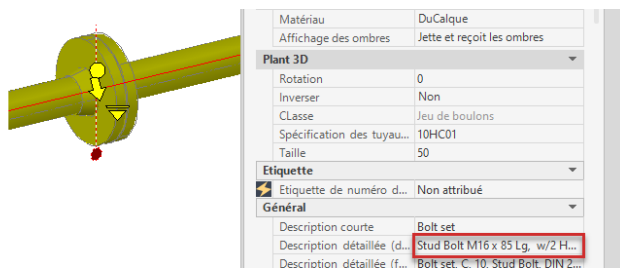 Matériau DuCalque
Affichage des ombres Jette et reçoit les ombres
Plant 3D
Rotation 0
Inverser Non
CLasse Jeu de boulons
Spécification des tuyau... 10HC01
Taille 50
Etiquette
Etiquette de numéro d... Non attribué
Général
Description courte Bolt set
Description détaillée (d... Stud Bolt M16 x 85 Lg, w/2 H...
Description détaillée (f... Bolt set, C, 10, Stud Bolt, DIN 2...